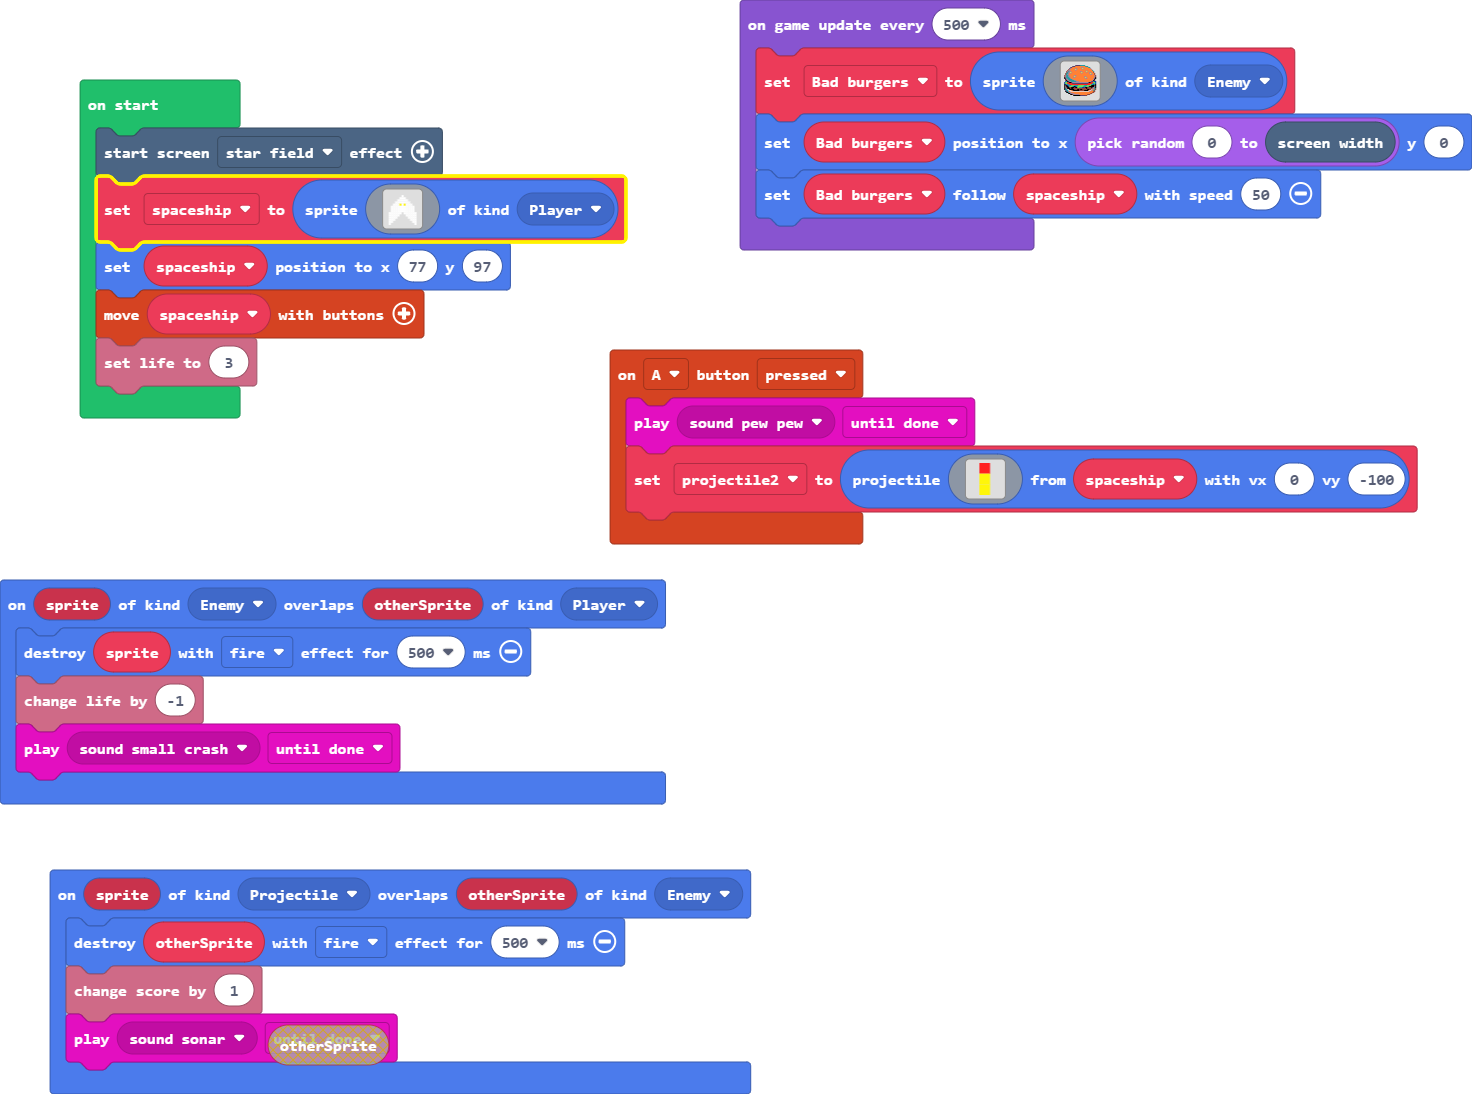 on game update every 500 ms
set Bad burgers to sprite of kind Enemy
set Bad burgers position to x pick random 0 to screen width y 0
set Bad burgers follow spaceship with speed 50
on start
start screen star field effect
set spaceship to sprite of kind Player
set spaceship position to x 77 y 97
move spaceship with buttons
set life to 3
on A button pressed
play sound pew pew until done
set projectile2 to projectile from spaceship with vx 0 vy -100
on sprite of kind Enemy overlaps otherSprite of kind Player
destroy sprite with fire effect for 500 ms
change life by -1
play sound small crash until done
on sprite of kind Projectile overlaps otherSprite of kind Enemy
destroy otherSprite with fire effect for 500 ms
change score by 1
play sound sonar until done
otherSprite